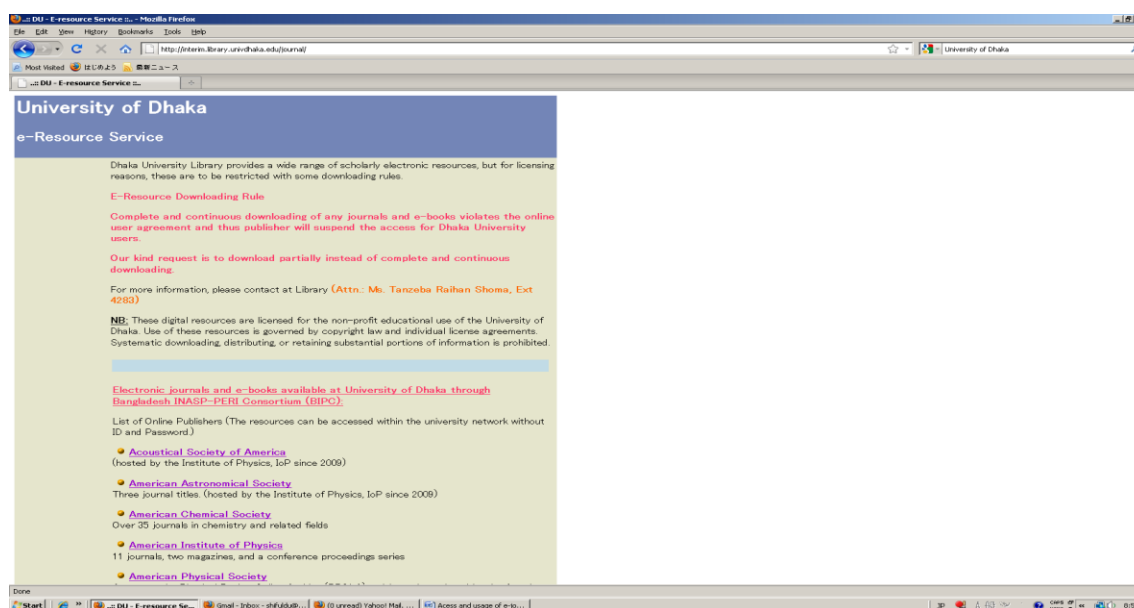 ..:: DU - E-resource Service ::.. - Mozilla Firefox
File Edit View History Bookmarks Tools Help
http://interim.library.univdhaka.edu/journal/
University of Dhaka
Most Visited はじめよう 最新ニュース
..:: DU - E-resource Service ::..
University of Dhaka
e-Resource Service
Dhaka University Library provides a wide range of scholarly electronic resources, but for licensing
reasons, these are to be restricted with some downloading rules.
E-Resource Downloading Rule
Complete and continuous downloading of any journals and e-books violates the online
user agreement and thus publisher will suspend the access for Dhaka University
users.
Our kind request is to download partially instead of complete and continuous
downloading.
For more information, please contact at Library (Attn.: Ms. Tanzeba Raihan Shoma, Ext
4283)
NB: These digital resources are licensed for the non-profit educational use of the University of
Dhaka. Use of these resources is governed by copyright law and individual license agreements.
Systematic downloading, distributing, or retaining substantial portions of information is prohibited.
Electronic journals and e-books available at University of Dhaka through
Bangladesh INASP-PERI Consortium (BIPC):
List of Online Publishers (The resources can be accessed within the university network without
ID and Password.)
Acoustical Society of America
(hosted by the Institute of Physics, IoP since 2009)
American Astronomical Society
Three journal titles. (hosted by the Institute of Physics, IoP since 2009)
American Chemical Society
Over 35 journals in chemistry and related fields
American Institute of Physics
11 journals, two magazines, and a conference proceedings series
American Physical Society
Done
Start
..:: DU - E-resource Se...
Gmail - Inbox - shifuldu@...
(0 unread) Yahoo! Mail, ...
Acess and usage of e-jo...
JP